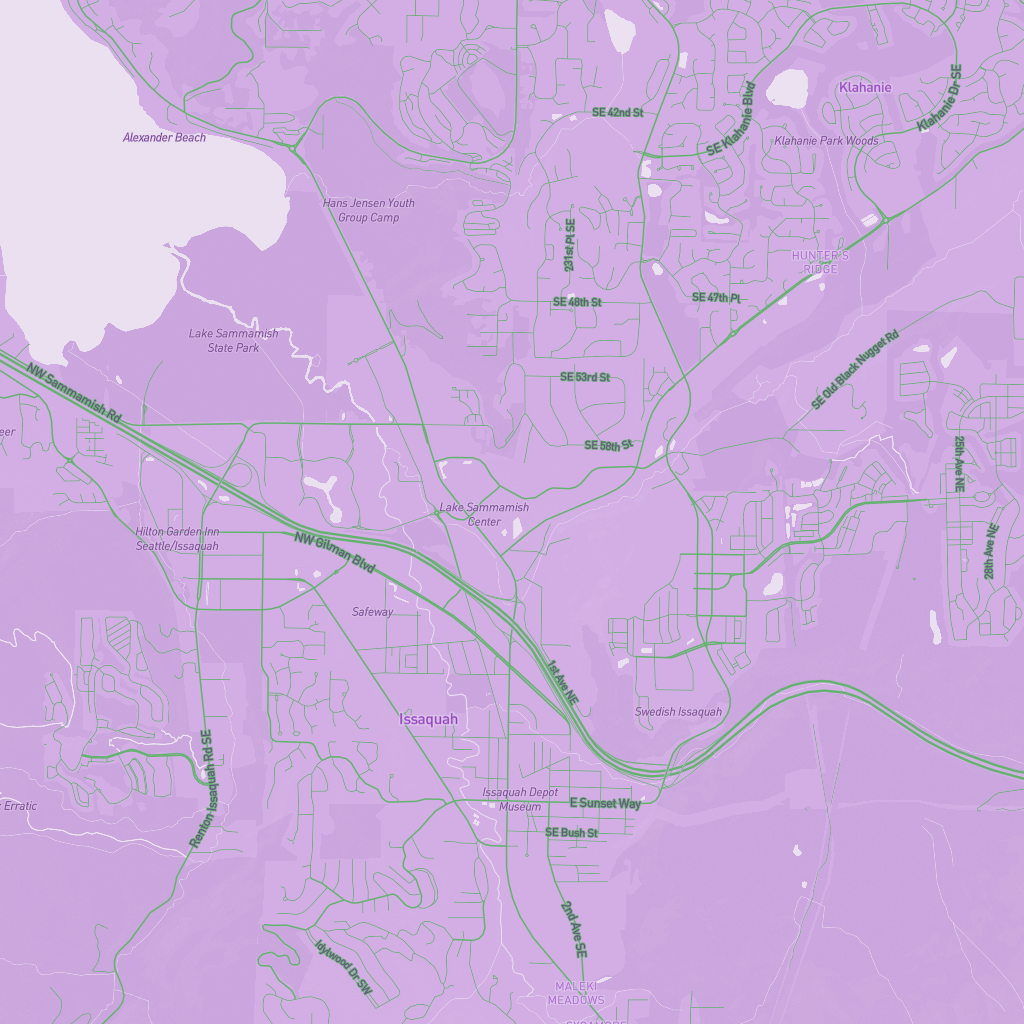 Klahanie
Klahanie Dr SE
SE 42nd St
SE Klahanie Blvd
Alexander Beach
Klahanie Park Woods
Hans Jensen Youth
Group Camp
231st Pl SE
HUNTER'S
RIDGE
SE 48th St
SE 47th Pl
Lake Sammamish
State Park
NW Sammamish Rd
SE Old Black Nugget Rd
SE 53rd St
eer
SE 58th St
25th Ave NE
Lake Sammamish
Center
Hilton Garden Inn
Seattle/Issaquah
NW Gilman Blvd
28th Ave NE
Safeway
1st Ave NE
Issaquah
Swedish Issaquah
Renton Issaquah Rd SE
Issaquah Depot
Museum
Erratic
E Sunset Way
SE Bush St
2nd Ave SE
Idylwood Dr SW
MALEKI
MEADOWS
SYCAMORE